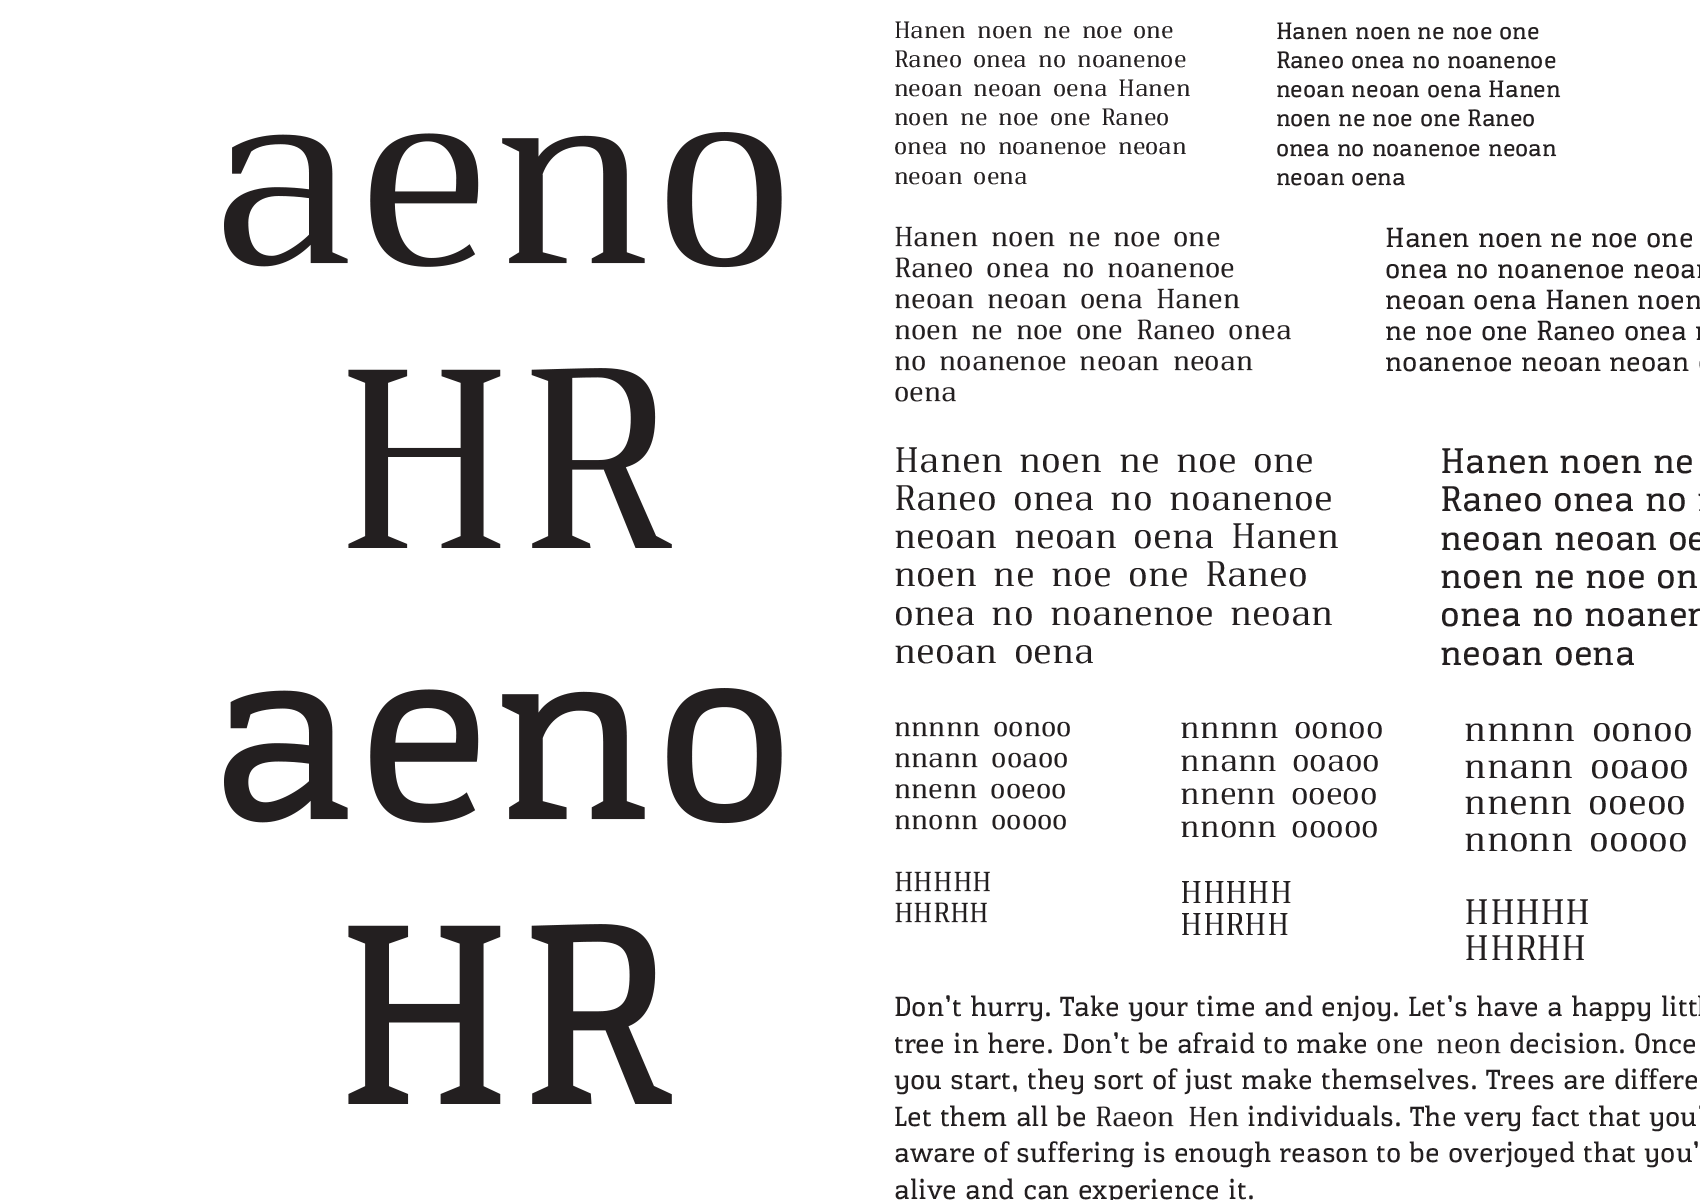 aeno
HR
aeno
HR
Hanen noen ne noe one
Raneo onea no noanenoe
neoan neoan oena Hanen
noen ne noe one Raneo
onea no noanenoe neoan
neoan oena
Hanen noen ne noe one
Raneo onea no noanenoe
neoan neoan oena Hanen
noen ne noe one Raneo
onea no noanenoe neoan
neoan oena
Hanen noen ne noe one
Raneo onea no noanenoe
neoan neoan oena Hanen
noen ne noe one Raneo onea
no noanenoe neoan neoan
oena
Hanen noen ne noe one
onea no noanenoe
neoan oena Hanen noen
ne noe one Raneo onea
noanenoe neoan neoan
Hanen noen ne noe one
Raneo onea no noanenoe
neoan neoan oena Hanen
noen ne noe one Raneo
onea no noanenoe neoan
neoan oena
Hanen noen ne
Raneo onea no
neoan neoan
noen ne noe
onea no
neoan oena
nnnnn oonoo
nnann ooaoo
nnenn ooeoo
nnonn ooooo
HHHHH
HHRHH
nnnnn oonoo
nnann ooaoo
nnenn ooeoo
nnonn ooooo
HHHHH
HHRHH
nnnnn oonoo
nnann ooaoo
nnenn ooeoo
nnonn ooooo
HHHHH
HHRHH
Don't hurry. Take your time and enjoy. Let's have a happy
tree in here. Don't be afraid to make one neon decision. Once
you start, they sort of just make themselves. Trees are
Let them all be Raeon Hen individuals. The very fact that
aware of suffering is enough reason to be overjoyed that
alive and can experience it.